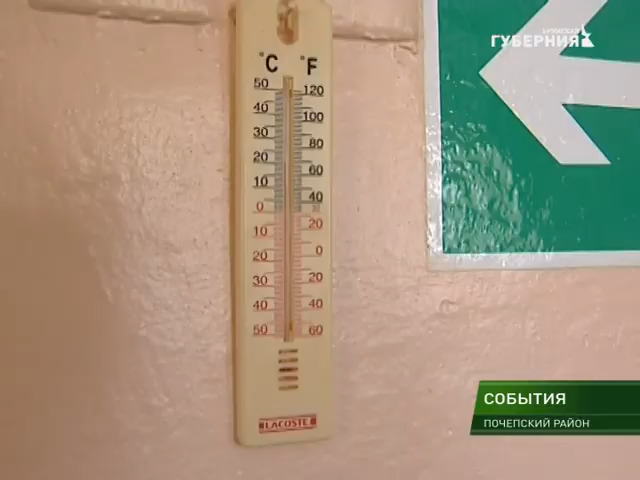 БРЯНСКАЯ
ГУБЕРНИЯ
°C °F
50 120
40 100
30 80
20 60
10 40
0
10 20
20 0
30 20
40 40
50 60
LACOSTE
СОБЫТИЯ
ПОЧЕПСКИЙ РАЙОН